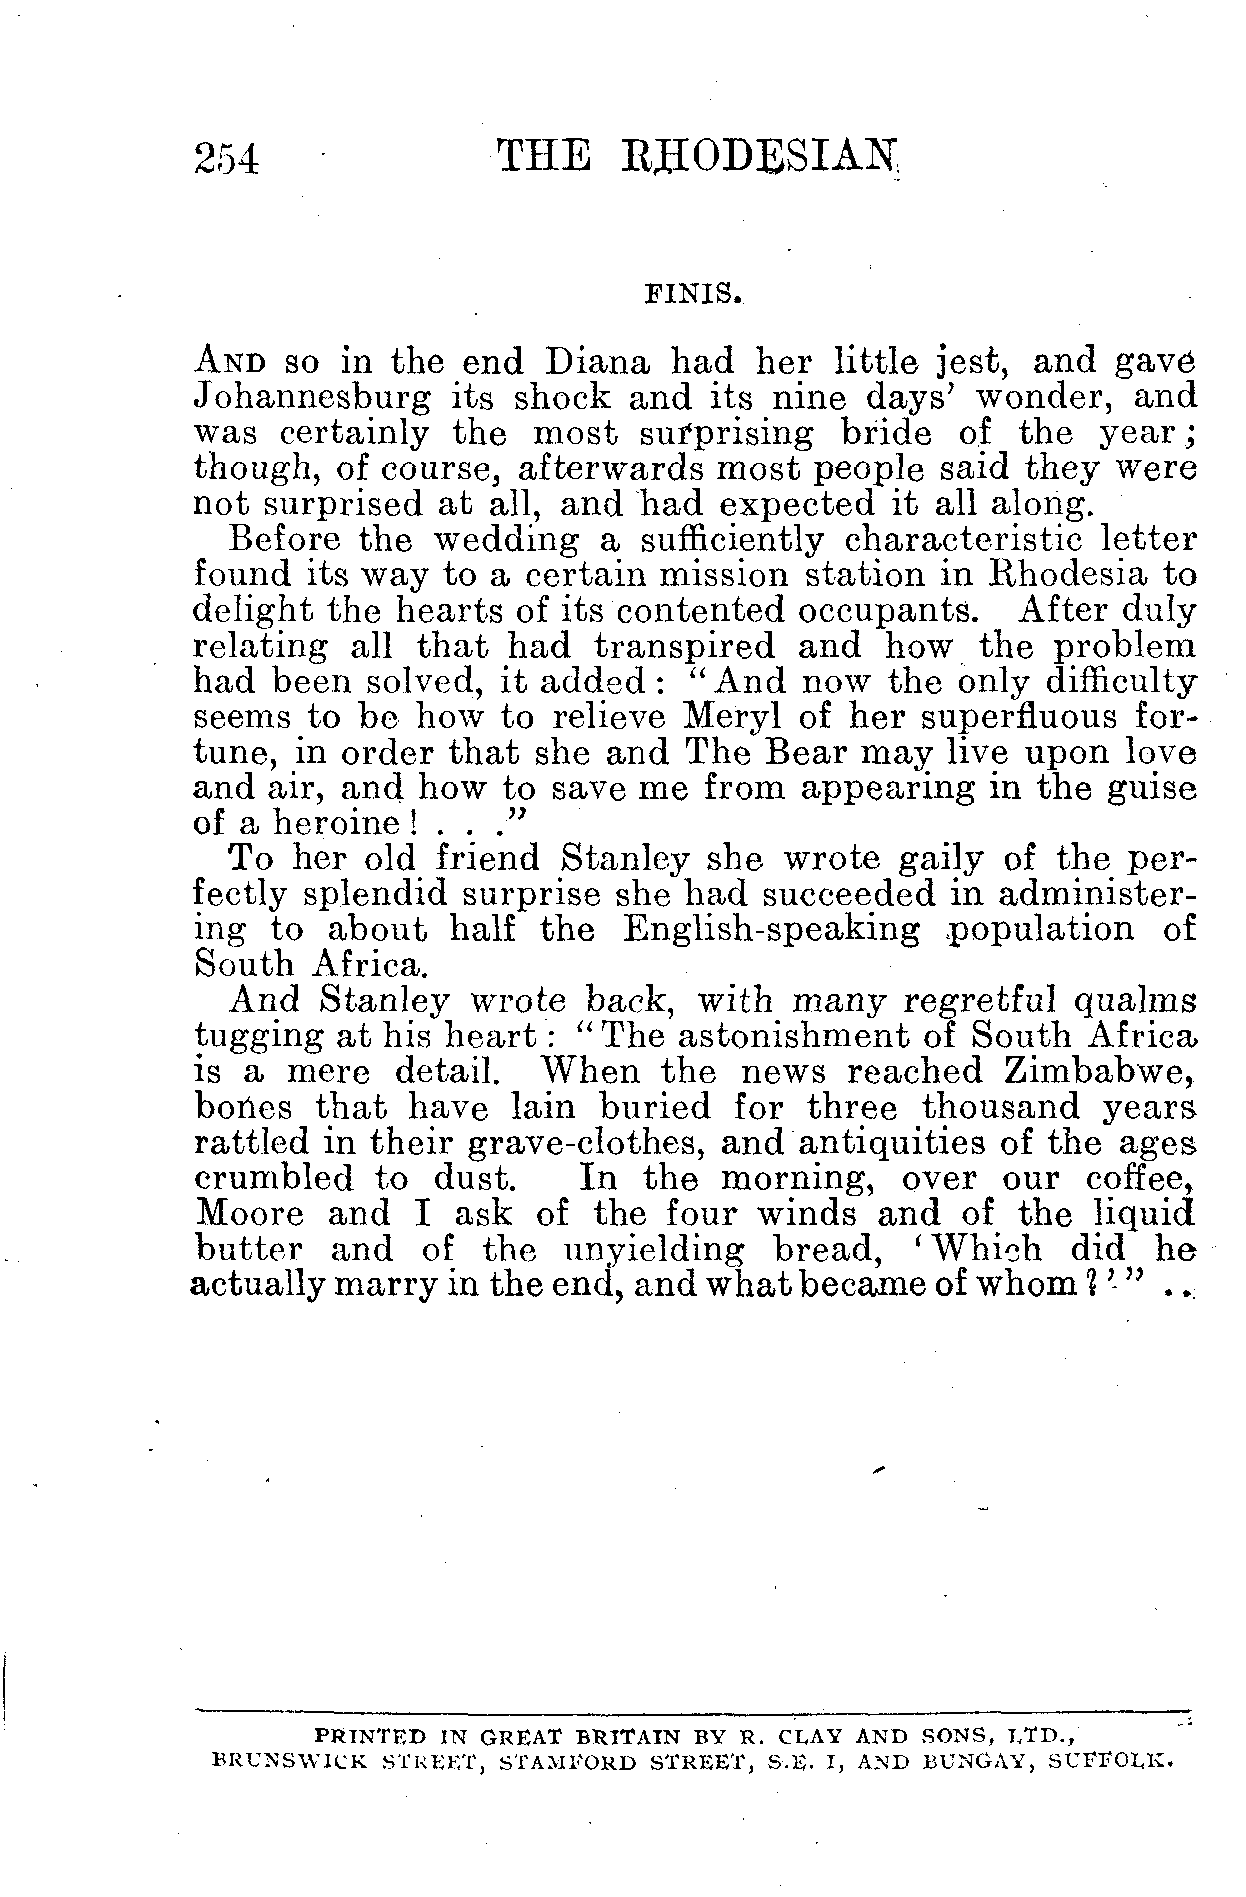 254 THE RHODESIAN
FINIS.
AND so in the end Diana had her little jest, and gave
Johannesburg its shock and its nine days' wonder, and
was certainly the most surprising bride of the year;
though, of course, afterwards most people said they were
not surprised at all, and had expected it all along.
Before the wedding a sufficiently characteristic letter
found its way to a certain mission station in Rhodesia to
delight the hearts of its contented occupants. After duly
relating all that had transpired and how the problem
had been solved, it added: "And now the only difficulty
seems to be how to relieve Meryl of her superfluous for-
tune, in order that she and The Bear may live upon love
and air, and how to save me from appearing in the guise
of a heroine! . . ."
To her old friend Stanley she wrote gaily of the per-
fectly splendid surprise she had succeeded in administer-
ing to about half the English-speaking population of
South Africa.
And Stanley wrote back, with many regretful qualms
tugging at his heart: "The astonishment of South Africa
is a mere detail. When the news reached Zimbabwe,
bones that have lain buried for three thousand years
rattled in their grave-clothes, and antiquities of the ages
crumbled to dust. In the morning, over our coffee,
Moore and I ask of the four winds and of the liquid
butter and of the unyielding bread, 'Which did he
actually marry in the end, and what became of whom?'" ..
PRINTED IN GREAT BRITAIN BY R. CLAY AND SONS, LTD.,
BRUNSWICK STREET, STAMFORD STREET, S.E. I, AND BUNGAY, SUFFOLK.